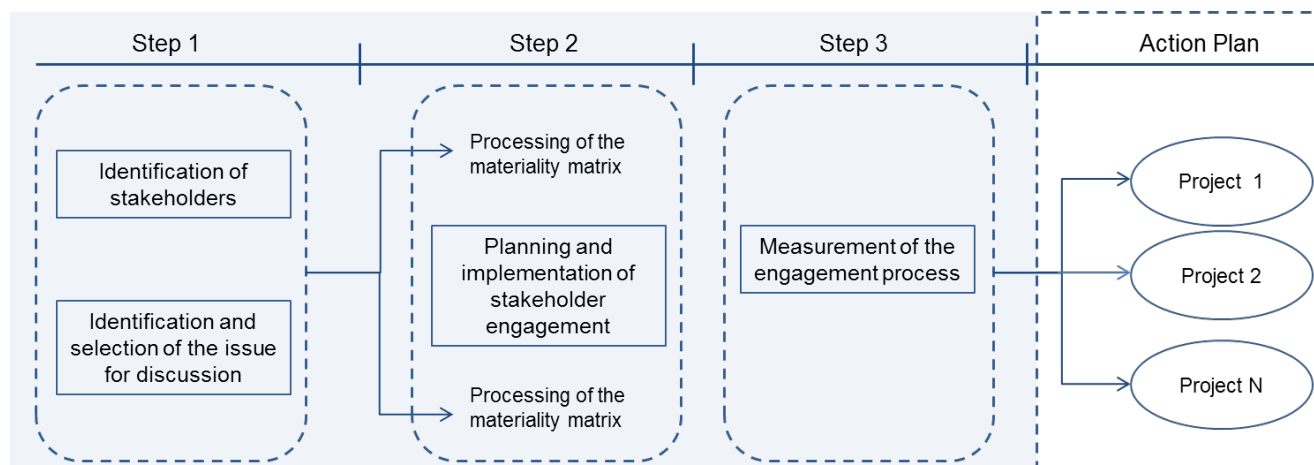 Step 1
Step 2
Step 3
Action Plan
Identification of
stakeholders
Identification and
selection of the issue
for discussion
Processing of the
materiality matrix
Planning and
implementation of
stakeholder
engagement
Processing of the
materiality matrix
Measurement of the
engagement process
Project 1
Project 2
Project N